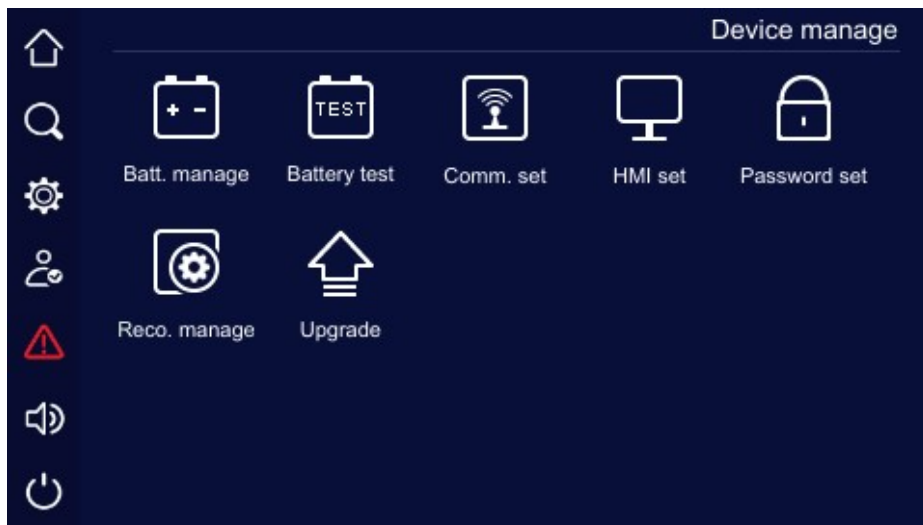 Device manage
+ -
TEST
Batt. manage
Battery test
Comm. set
HMI set
Password set
Reco. manage
Upgrade